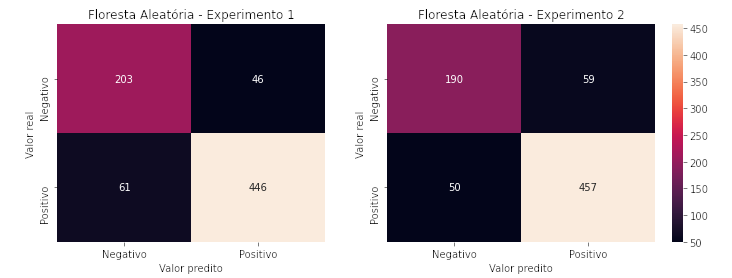 Floresta Aleatória - Experimento 1
Valor real
Negativo
Positivo
203
46
61
446
Negativo
Positivo
Valor predito
Floresta Aleatória - Experimento 2
Valor real
Negativo
Positivo
190
59
50
457
Negativo
Positivo
Valor predito
450
400
350
300
250
200
150
100
50